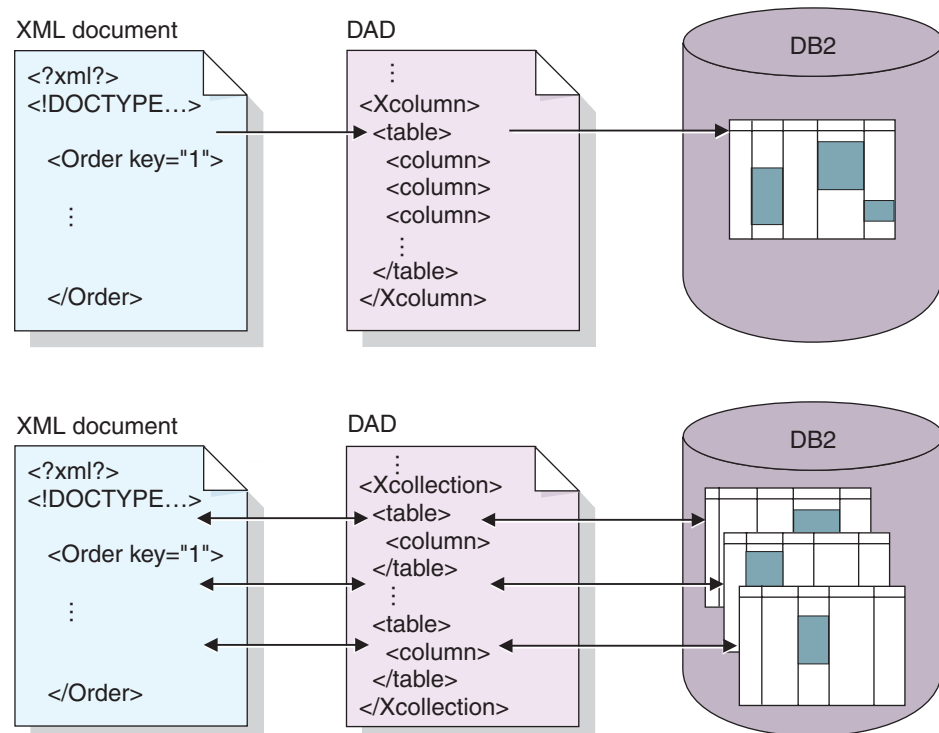 XML document
<?xml?>
<!DOCTYPE…>
<Order key="1">
⋮
</Order>
DAD
⋮
<Xcolumn>
<table>
<column>
<column>
<column>
⋮
</table>
</Xcolumn>
DB2
XML document
<?xml?>
<!DOCTYPE…>
<Order key="1">
⋮
</Order>
DAD
⋮
<Xcollection>
<table>
<column>
</table>
⋮
<table>
<column>
</table>
</Xcollection>
DB2